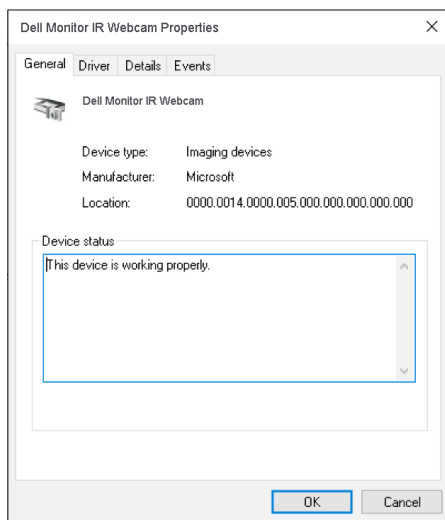 Dell Monitor IR Webcam Properties
General Driver Details Events
Dell Monitor IR Webcam
Device type: Imaging devices
Manufacturer: Microsoft
Location: 0000.0014.0000.005.000.000.000.000.000
Device status
This device is working properly.
OK Cancel